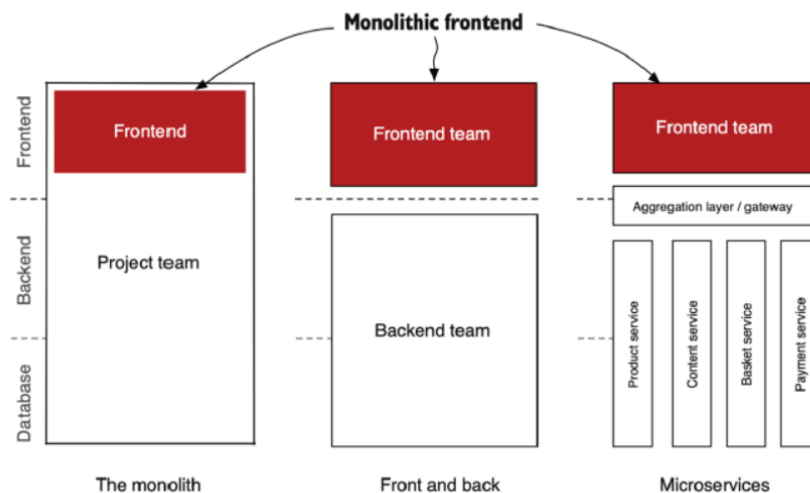 Monolithic frontend
Frontend
Backend
Database
Frontend
Project team
The monolith
Frontend team
Backend team
Front and back
Frontend team
Aggregation layer / gateway
Product service
Content service
Basket service
Payment service
Microservices